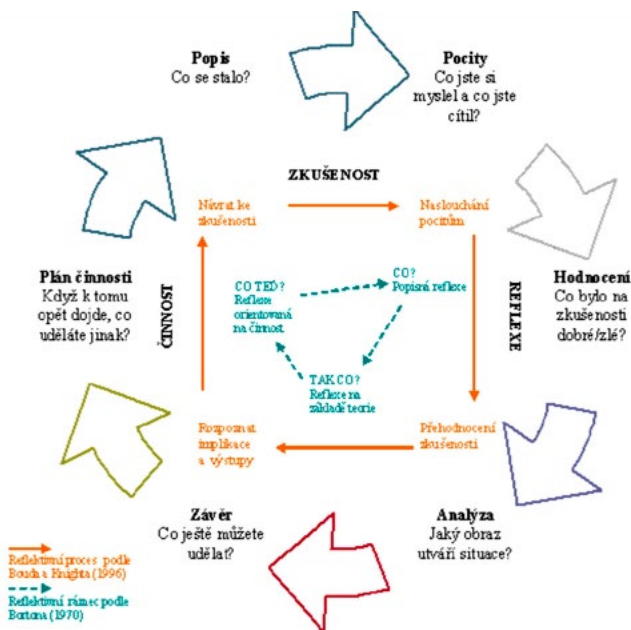 Popis
Co se stalo?
Pocity
Co jste si
myslel a co jste
cítil?
ZKUŠENOST
Návrat ke
zkušenosti
Naslouchání
pocitům
Plán činnosti
Když k tomu
opět dojde, co
uděláte jinak?
ČINNOST
CO TEĎ?
Reflexe
orientovaná
na činnost
CO?
Popisná reflexe
REFLEXE
Hodnocení
Co bylo na
zkušenosti
dobré/zlé?
TAK CO?
Reflexe na
základě teorie
Rozpoznat
implikace
a výstupy
Přehodnocení
zkušenosti
Závěr
Co ještě můžete
udělat?
Analýza
Jaký obraz
utváří situace?
Reflektivní proces podle
Bouda a Knighta (1996)
Reflektivní rámec podle
Bortona (1970)